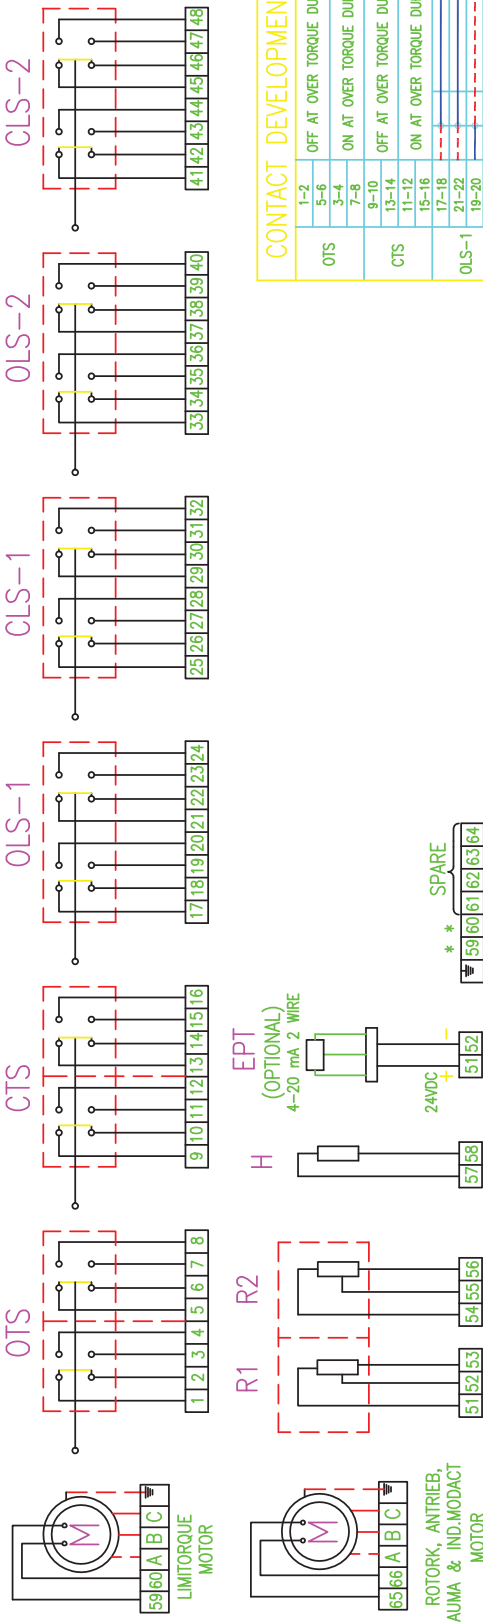 CLS-2
41 42 43 44 45 46 47 48
OLS-2
33 34 35 36 37 38 39 40
CLS-1
25 26 27 28 29 30 31 32
OLS-1
17 18 19 20 21 22 23 24
CTS
9 10 11 12 13 14 15 16
OTS
1 2 3 4 5 6 7 8
M
59 60 A B C
LIMITORQUE
MOTOR
CONTACT DEVELOPMEN
OTS
1-2 OFF AT OVER TORQUE DU
5-6
3-4 ON AT OVER TORQUE DU
7-8
CTS
9-10 OFF AT OVER TORQUE DU
13-14
11-12 ON AT OVER TORQUE DU
15-16
OLS-1
17-18
21-22
19-20
SPARE
* *
59 60 61 62 63 64
EPT
(OPTIONAL)
4-20 mA 2 WIRE
24VDC + -
51 52
H
57 58
R2
54 55 56
R1
51 52 53
M
65 66 A B C
ROTORK, ANTRIEB,
AUMA & IND.MODACT
MOTOR